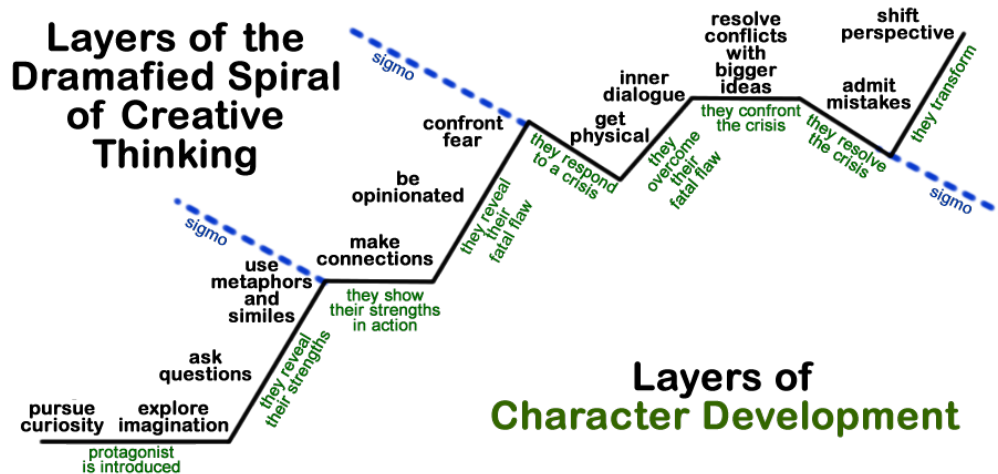 Layers of the
Dramafied Spiral
of Creative
Thinking
pursue
curiosity
explore
imagination
protagonist
is introduced
ask
questions
they reveal
their strengths
use
metaphors
and
similes
sigmo
make
connections
they show
their strengths
in action
be
opinionated
they reveal
their
fatal flaw
confront
fear
sigmo
they respond
to a crisis
get
physical
they
overcome
their
fatal flaw
inner
dialogue
resolve
conflicts
with
bigger
ideas
they confront
the crisis
admit
mistakes
they resolve
the crisis
sigmo
shift
perspective
they transform
Layers of
Character Development